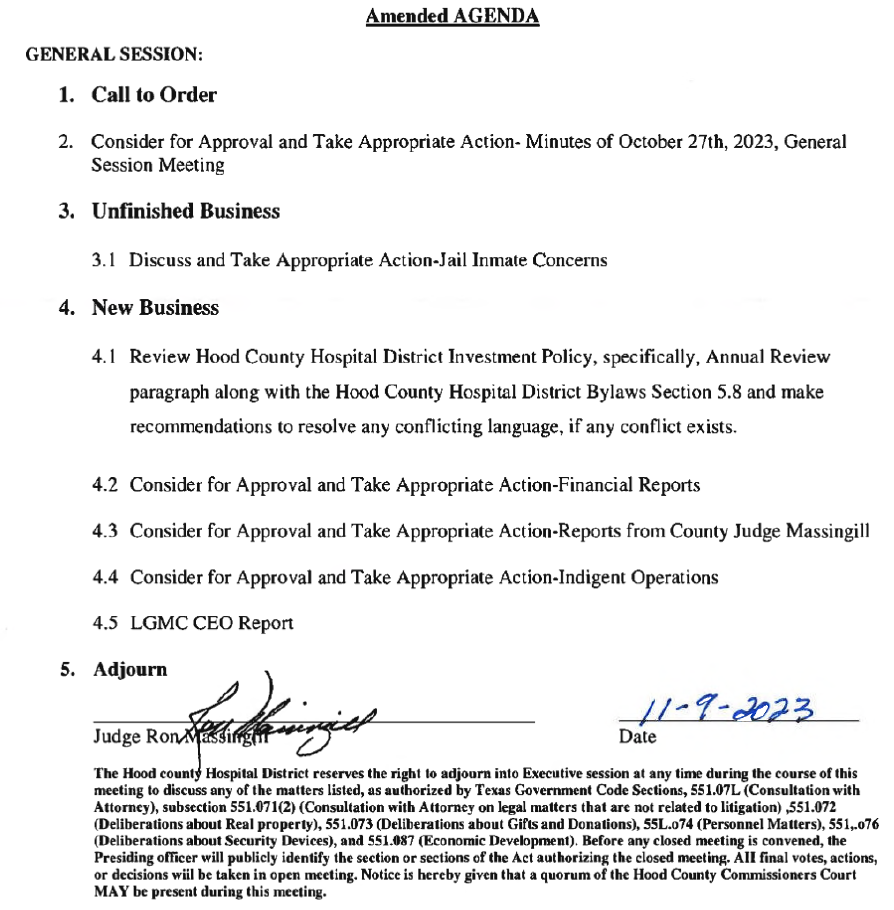 Amended AGENDA
GENERAL SESSION:
1. Call to Order
2. Consider for Approval and Take Appropriate Action- Minutes of October 27th, 2023, General
Session Meeting
3. Unfinished Business
3.1 Discuss and Take Appropriate Action-Jail Inmate Concerns
4. New Business
4.1 Review Hood County Hospital District Investment Policy, specifically, Annual Review
paragraph along with the Hood County Hospital District Bylaws Section 5.8 and make
recommendations to resolve any conflicting language, if any conflict exists.
4.2 Consider for Approval and Take Appropriate Action-Financial Reports
4.3 Consider for Approval and Take Appropriate Action-Reports from County Judge Massingill
4.4 Consider for Approval and Take Appropriate Action-Indigent Operations
4.5 LGMC CEO Report
5. Adjourn
Ron Massingill 11-9-2023
Judge Ron Massingill Date
The Hood county Hospital District reserves the right to adjourn into Executive session at any time during the course of this
meeting to discuss any of the matters listed, as authorized by Texas Government Code Sections, 551.07L (Consultation with
Attorney), subsection 551.071(2) (Consultation with Attorney on legal matters that are not related to litigation) ,551.072
(Deliberations about Real property), 551.073 (Deliberations about Gifts and Donations), 55L.o74 (Personnel Matters), 551,.o76
(Deliberations about Security Devices), and 551.087 (Economic Development). Before any closed meeting is convened, the
Presiding officer will publicly identify the section or sections of the Act authorizing the closed meeting. AII final votes, actions,
or decisions wiil be taken in open meeting. Notice is hereby given that a quorum of the Hood County Commissioners Court
MAY be present during this meeting.